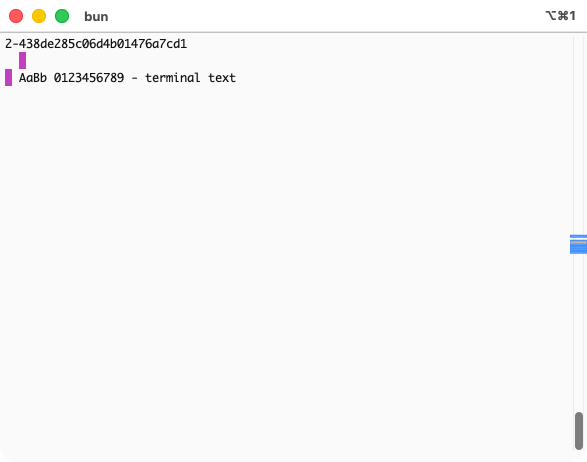 bun
⌥⌘1
2-438de285c06d4b01476a7cd1
AaBb 0123456789 - terminal text